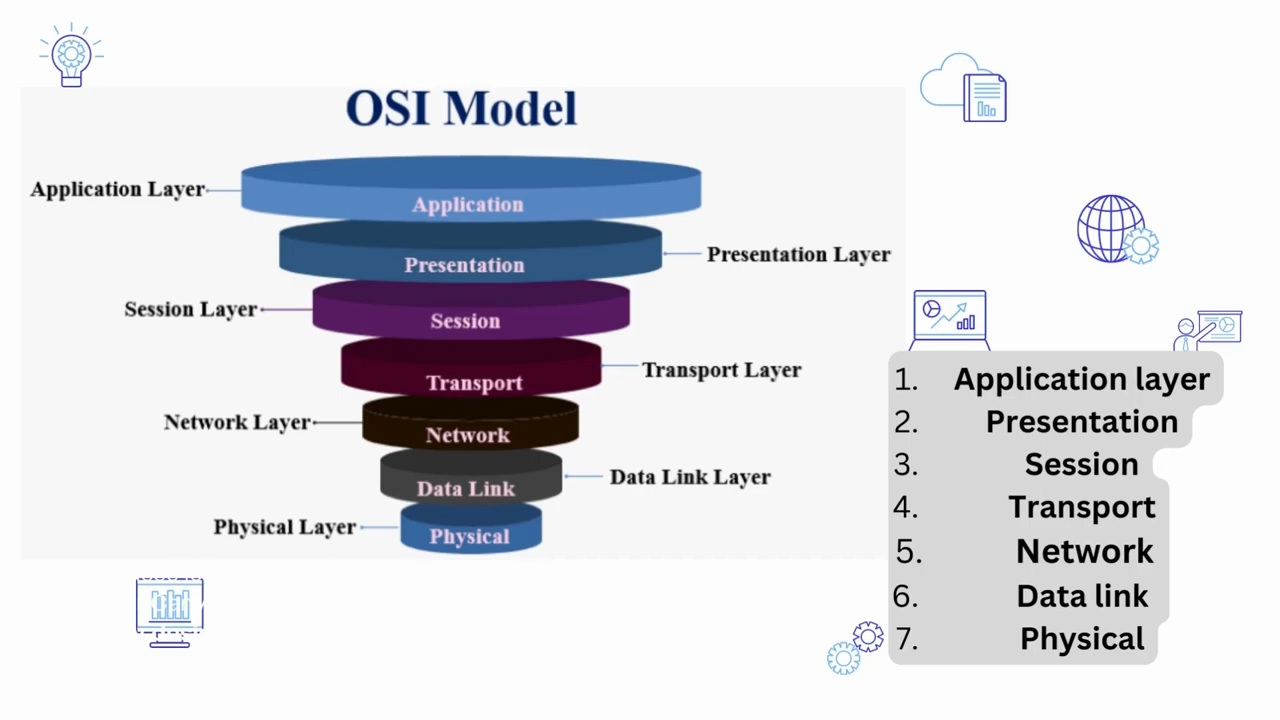 OSI Model
Application Layer
Application
Presentation
Presentation Layer
Session Layer
Session
Transport
Transport Layer
Network Layer
Network
Data Link
Data Link Layer
Physical Layer
Physical
1. Application layer
2. Presentation
3. Session
4. Transport
5. Network
6. Data link
7. Physical